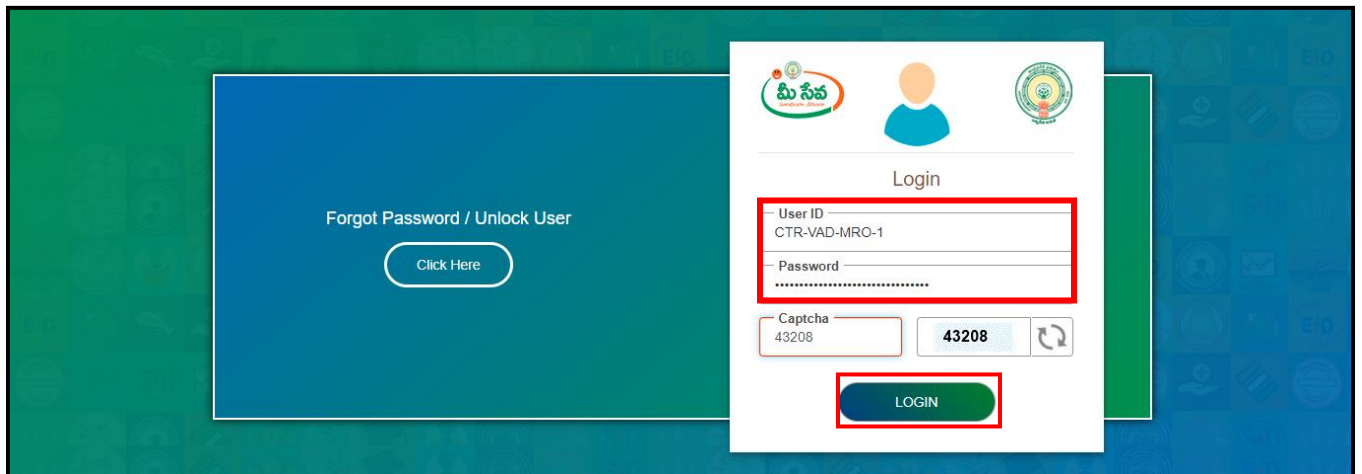 మీ సేవ
Login
Forgot Password / Unlock User
Click Here
User ID
CTR-VAD-MRO-1
Password
Captcha
43208
43208
LOGIN